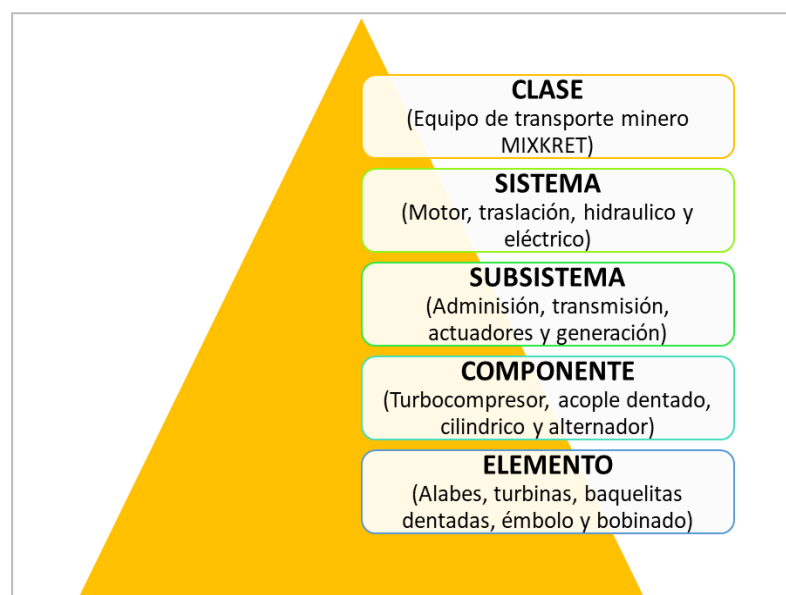 CLASE
(Equipo de transporte minero
MIXKRET)
SISTEMA
(Motor, traslación, hidraulico y
eléctrico)
SUBSISTEMA
(Adminisión, transmisión,
actuadores y generación)
COMPONENTE
(Turbocompresor, acople dentado,
cilindrico y alternador)
ELEMENTO
(Alabes, turbinas, baquelitas
dentadas, émbolo y bobinado)